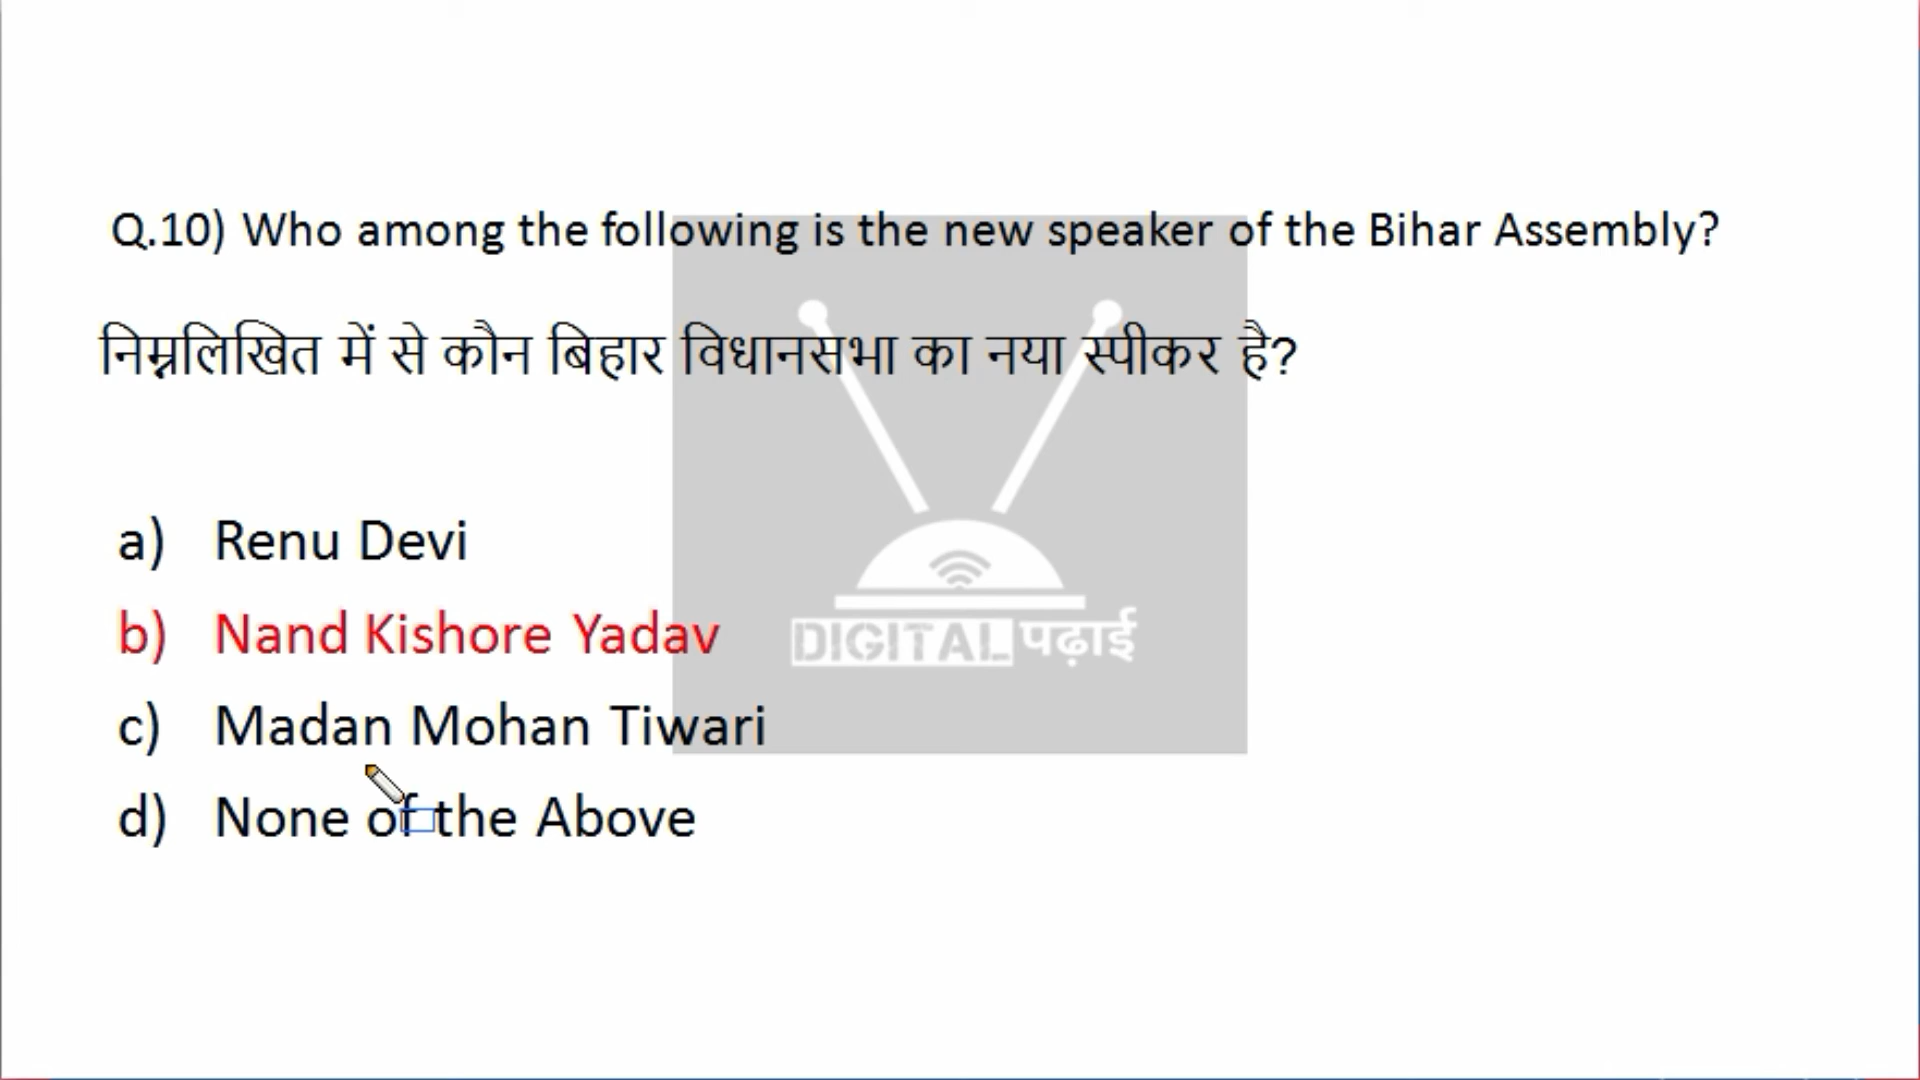 Q.10) Who among the following is the new speaker of the Bihar Assembly?
निम्नलिखित में से कौन बिहार विधानसभा का नया स्पीकर है?
a) Renu Devi
b) Nand Kishore Yadav
DIGITAL पढ़ाई
c) Madan Mohan Tiwari
d) None of the Above